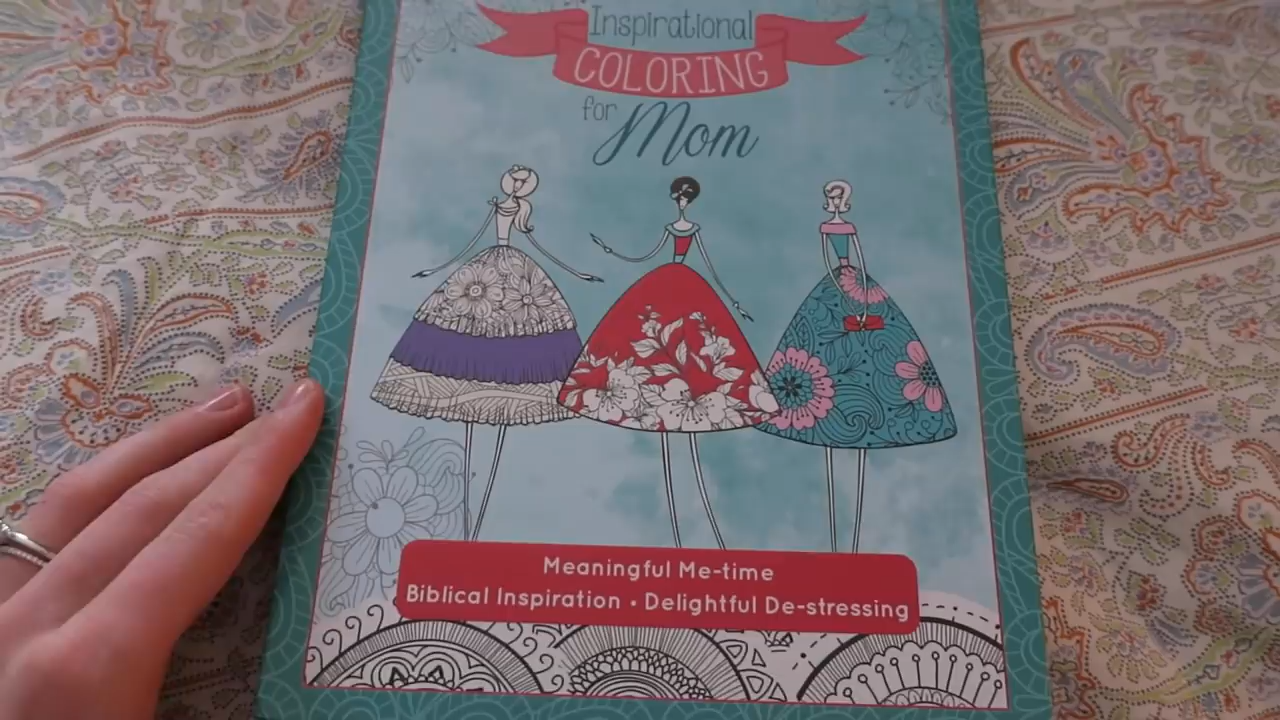 Inspirational
COLORING
for Mom
Meaningful Me-time
Biblical Inspiration • Delightful De-stressing